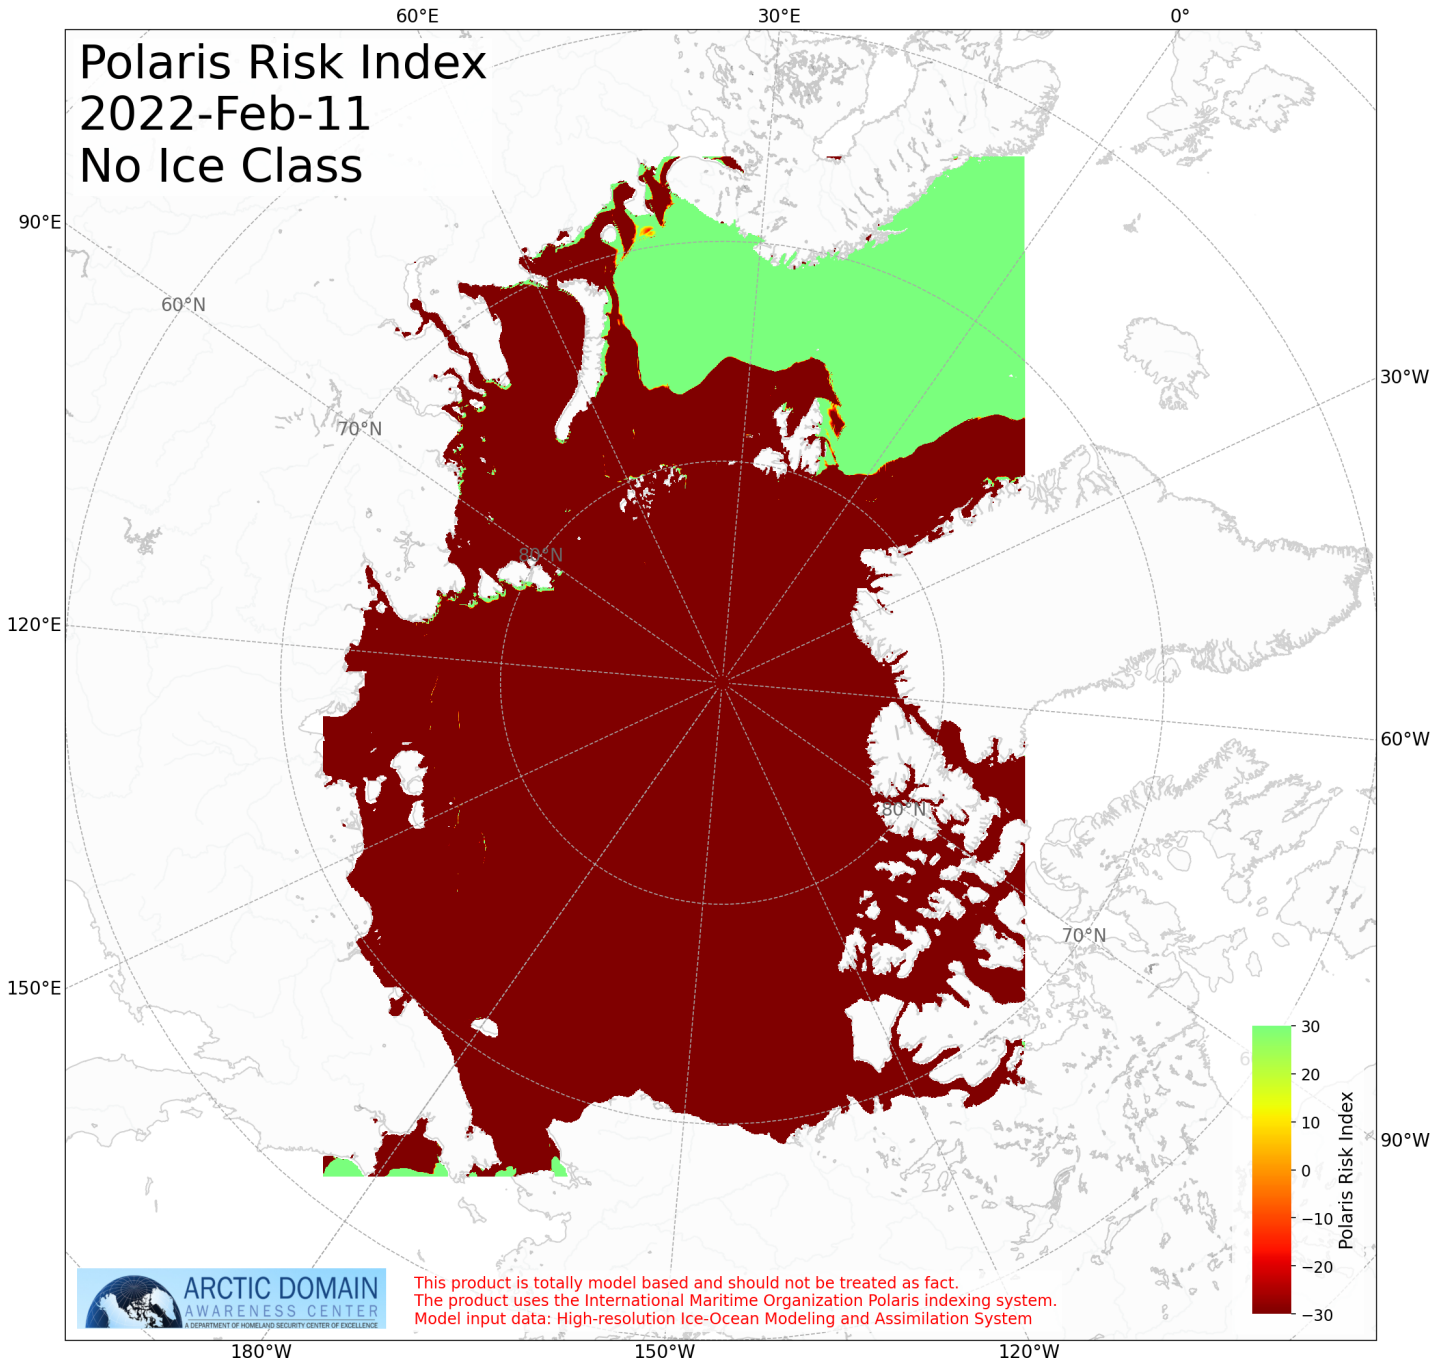 60°E 30°E 0°
Polaris Risk Index
2022-Feb-11
No Ice Class
90°E
60°N
30°W
70°N
80°N
120°E
60°W
80°N
70°N
150°E
30
20
10
0
−10
−20
−30
Polaris Risk Index
90°W
ARCTIC DOMAIN
AWARENESS CENTER
A DEPARTMENT OF HOMELAND SECURITY CENTER OF EXCELLENCE
This product is totally model based and should not be treated as fact.
The product uses the International Maritime Organization Polaris indexing system.
Model input data: High-resolution Ice-Ocean Modeling and Assimilation System
180°W 150°W 120°W